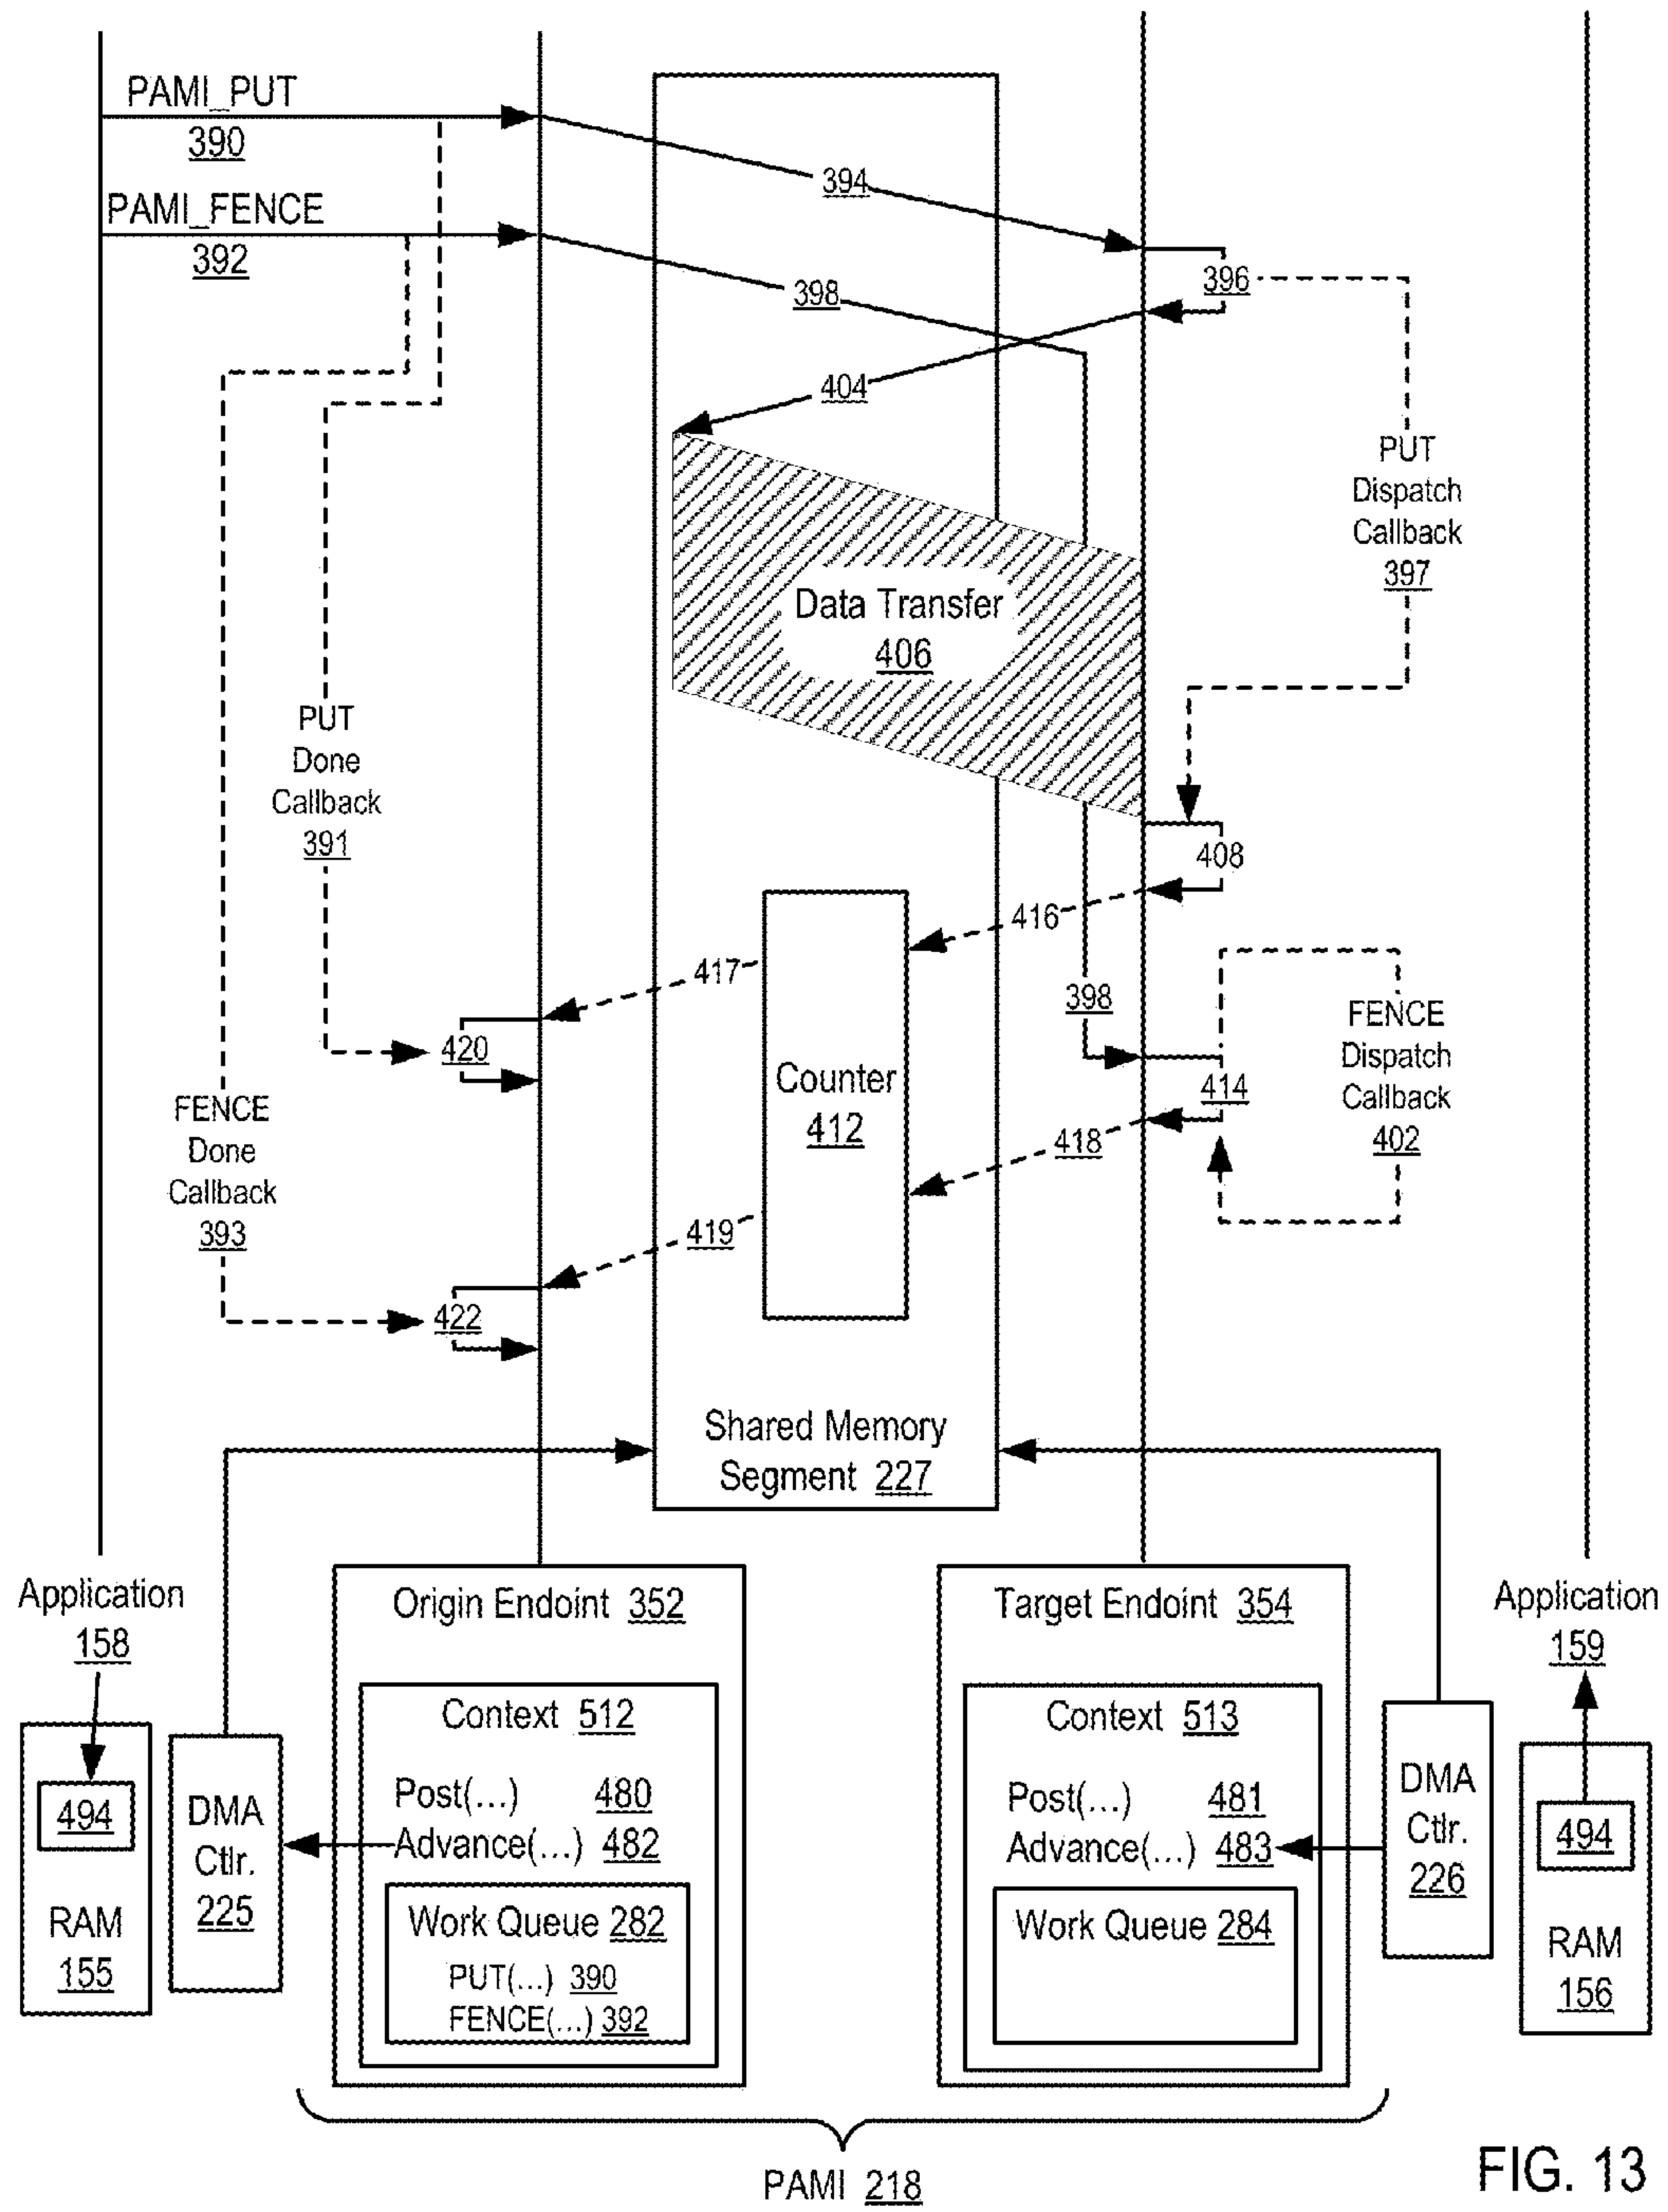 PAMI_PUT
390
394
PAMI_FENCE
392
396
398
404
PUT
Dispatch
Callback
397
Data Transfer
406
PUT
Done
Callback
391
408
416
417
398
FENCE
Dispatch
Callback
402
420
Counter
412
414
FENCE
Done
Callback
393
418
419
422
Shared Memory
Segment 227
Application
158
Origin Endoint 352
Target Endoint 354
Application
159
Context 512
Context 513
494
DMA
Ctlr.
225
Post(...) 480
Advance(...) 482
Post(...) 481
Advance(...) 483
DMA
Ctlr.
226
494
RAM
155
Work Queue 282
PUT(...) 390
FENCE(...) 392
Work Queue 284
RAM
156
PAMI 218
FIG. 13